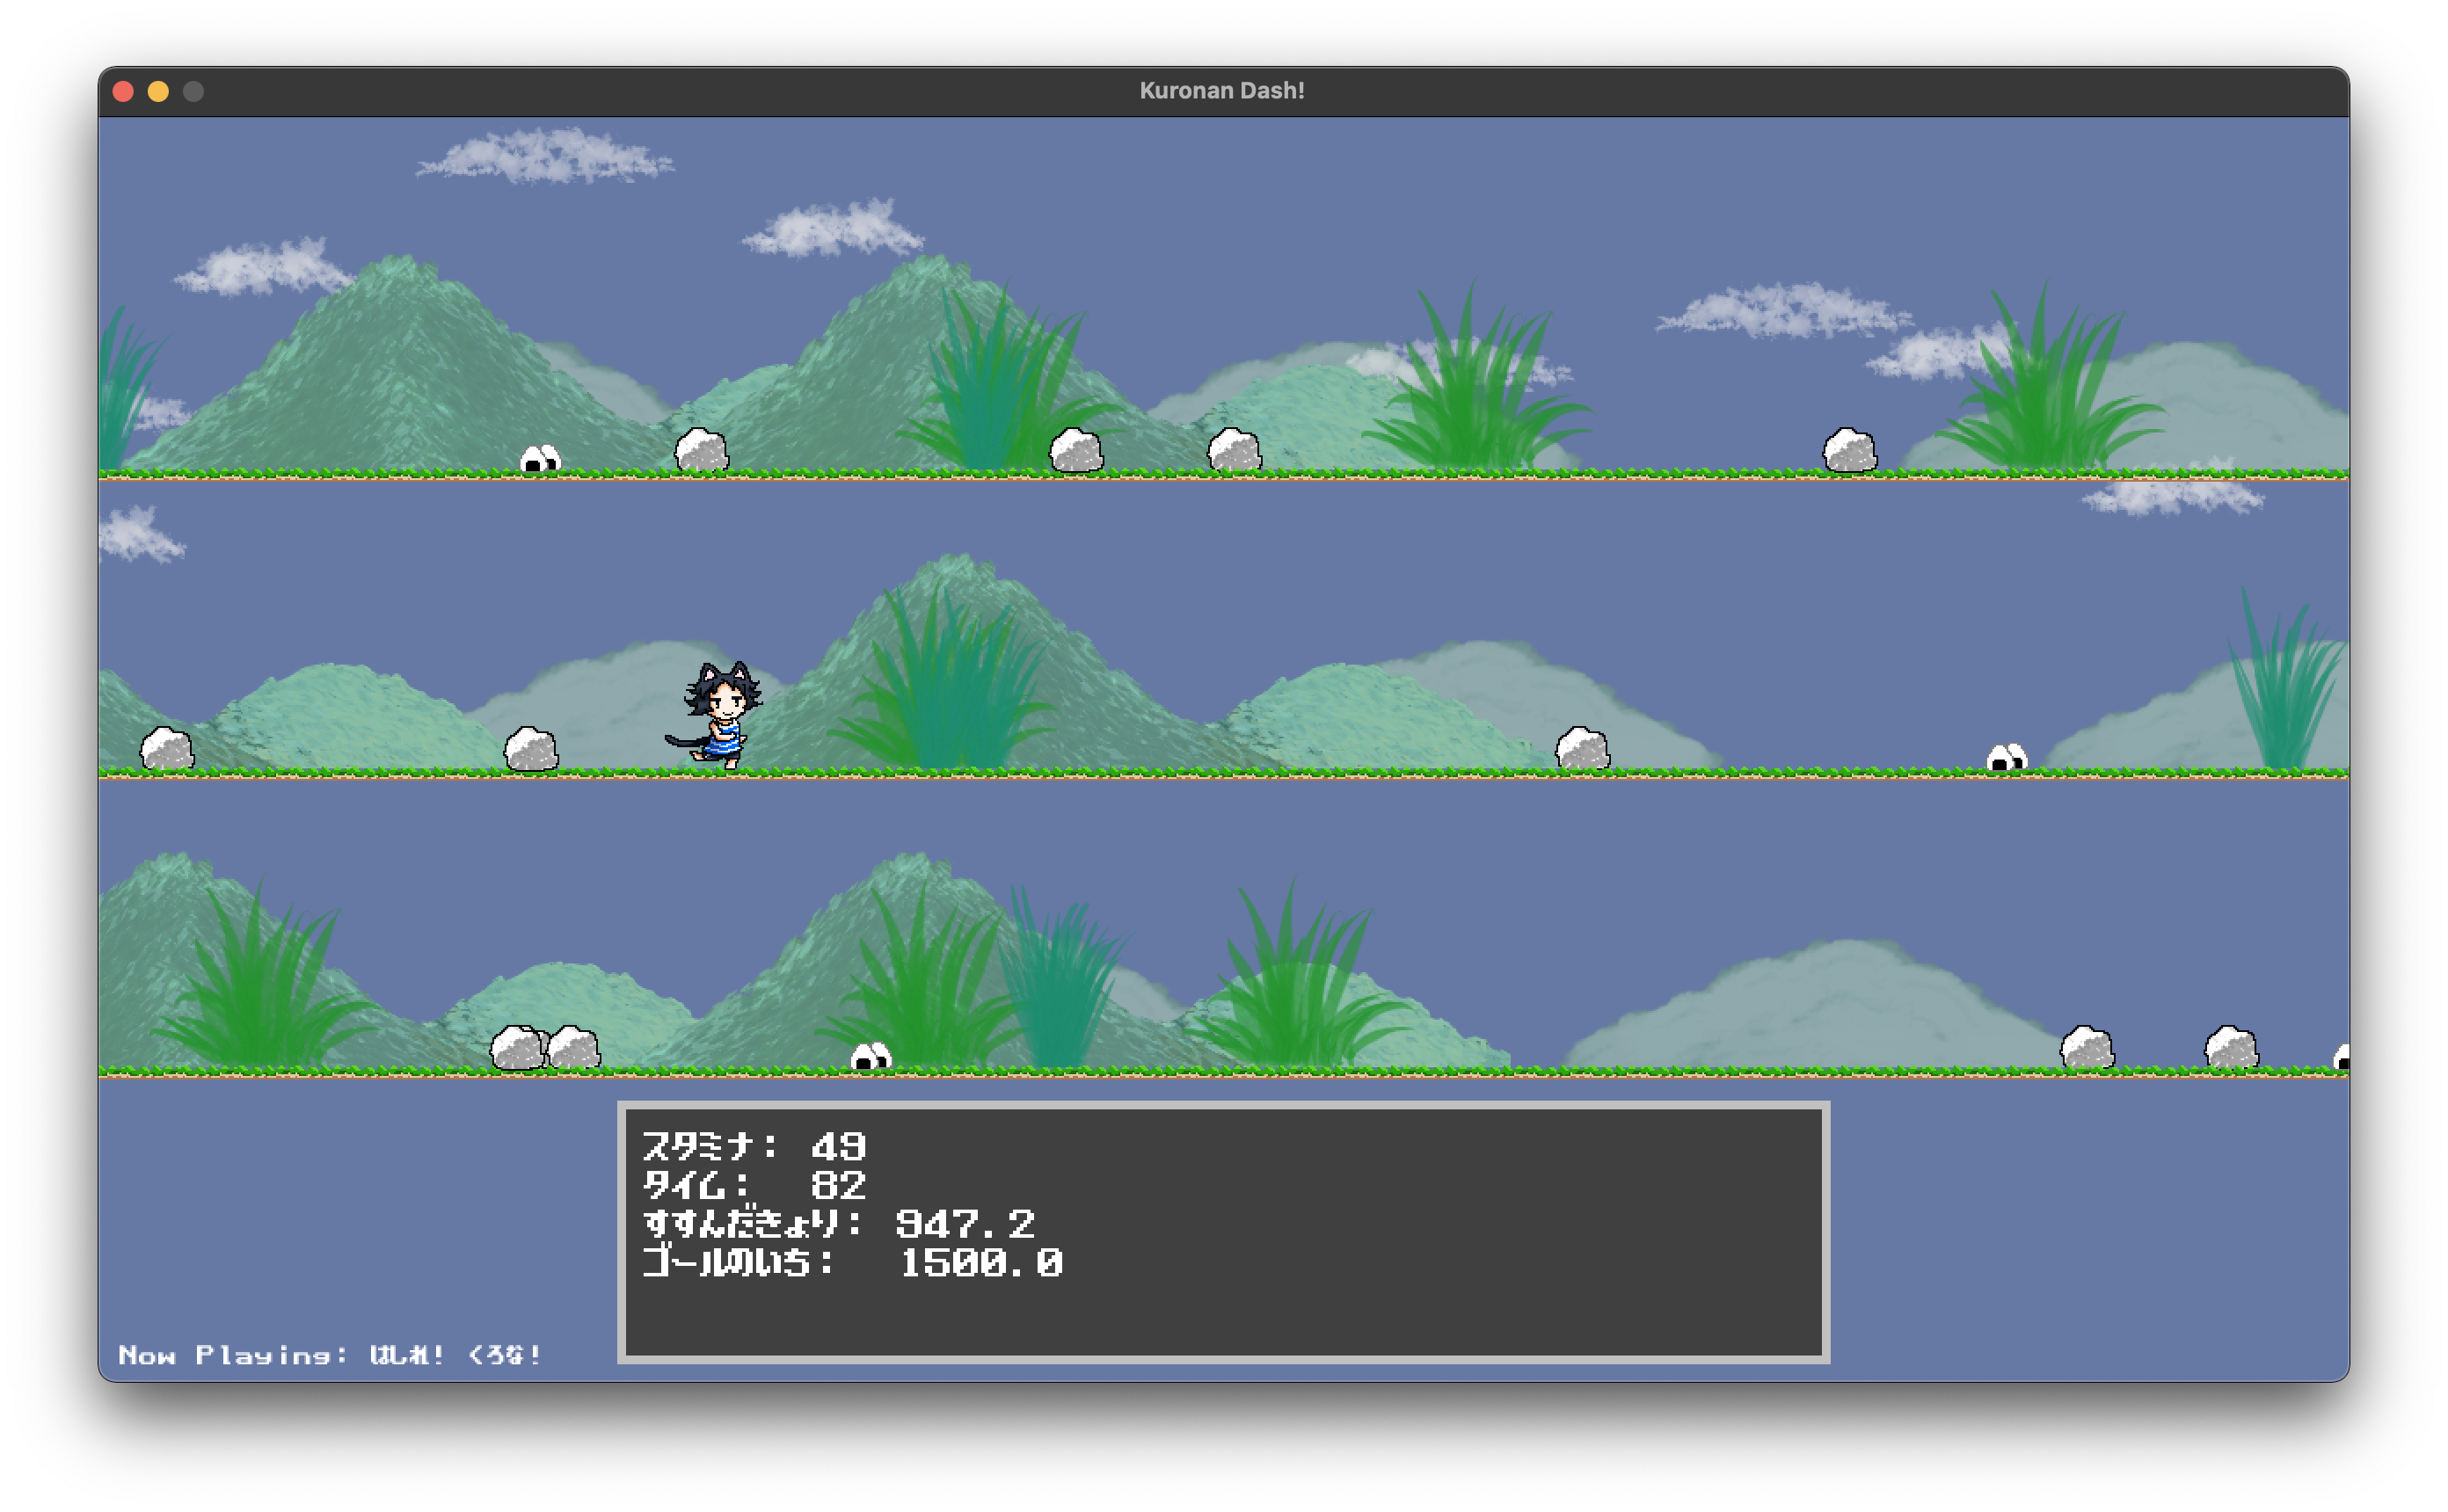 Kuronan Dash!
スタミナ: 49
タイム: 82
すすんだきょり: 947.2
ゴールのいち: 1500.0
Now Playing: はしれ! くろな!